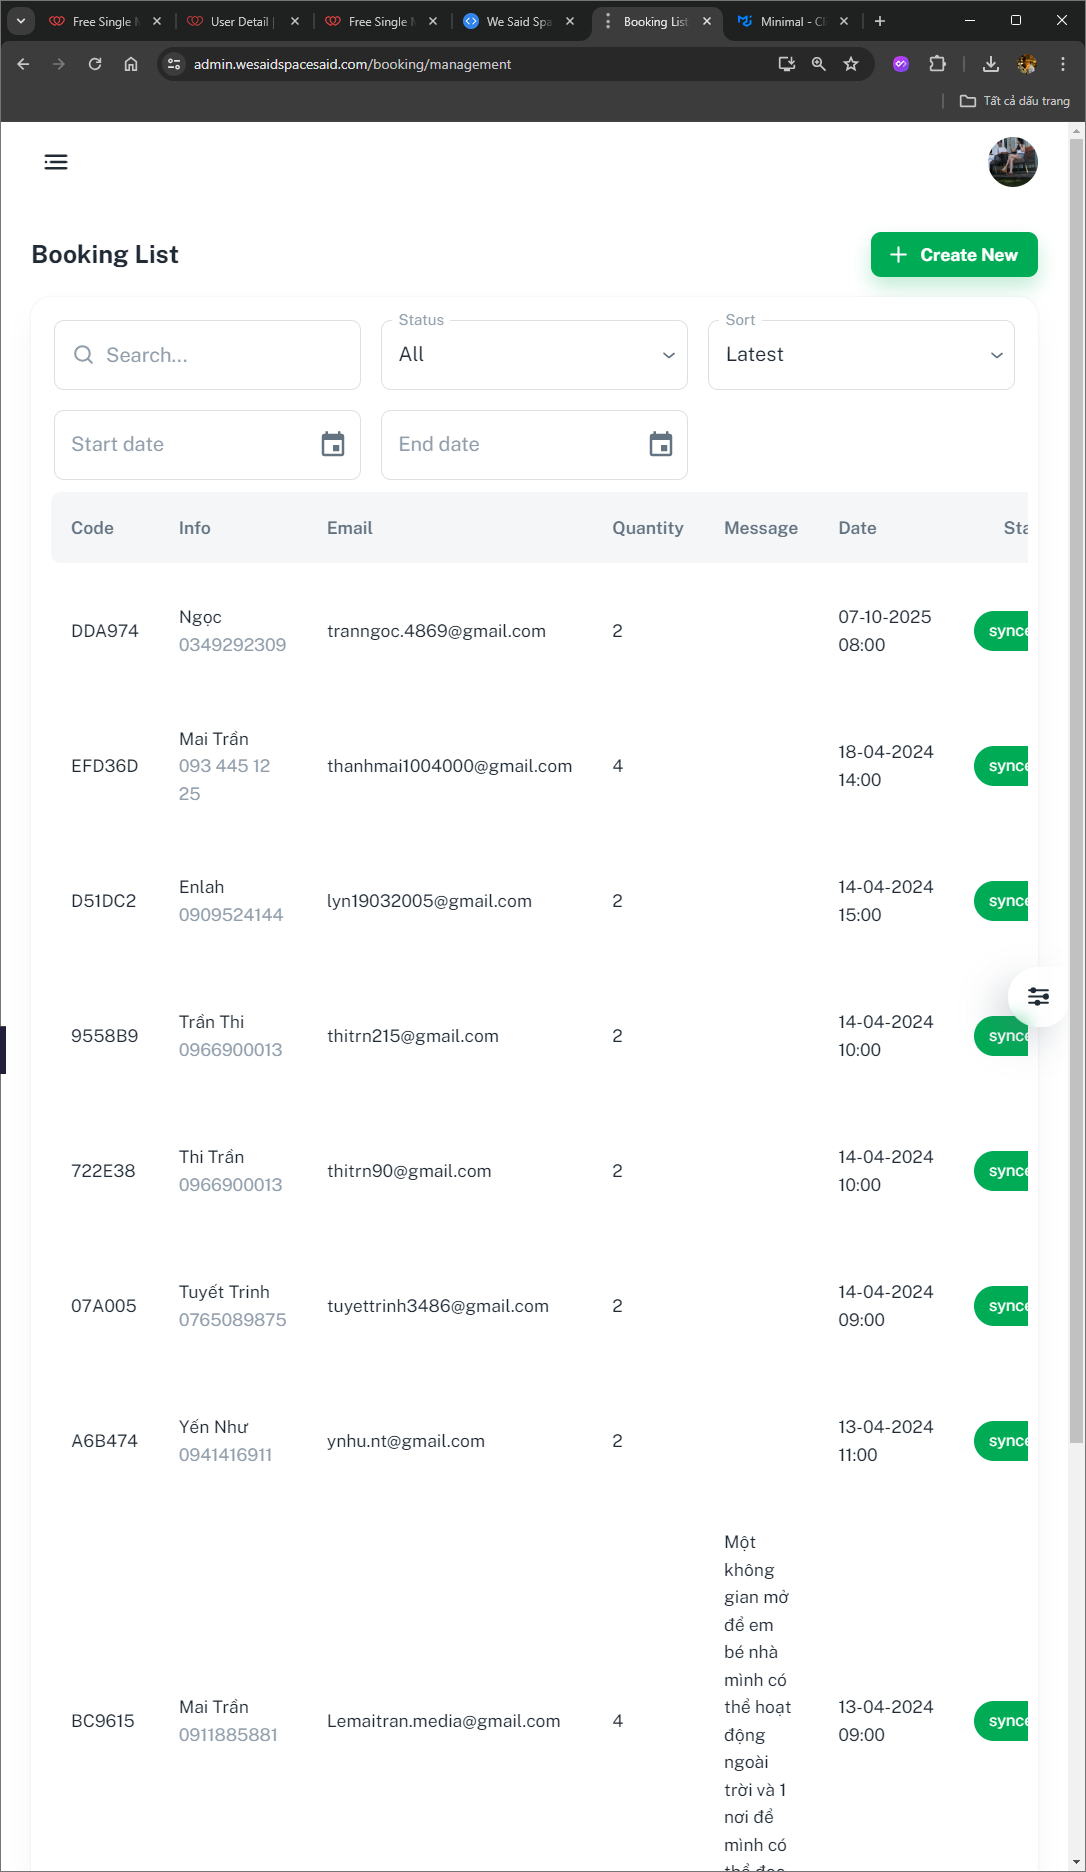 Free Single M
User Detail |
Free Single M
We Said Spa
Booking List
Minimal - Cl
admin.wesaidspacesaid.com/booking/management
Tất cả dấu trang
Booking List
Create New
Search...
Status
All
Sort
Latest
Start date
End date
Code Info Email Quantity Message Date Sta
DDA974 Ngọc 0349292309 tranngoc.4869@gmail.com 2 07-10-2025 08:00 synce
EFD36D Mai Trần 093 445 12 25 thanhmai1004000@gmail.com 4 18-04-2024 14:00 synce
D51DC2 Enlah 0909524144 lyn19032005@gmail.com 2 14-04-2024 15:00 synce
9558B9 Trần Thi 0966900013 thitrn215@gmail.com 2 14-04-2024 10:00 synce
722E38 Thi Trần 0966900013 thitrn90@gmail.com 2 14-04-2024 10:00 synce
07A005 Tuyết Trinh 0765089875 tuyettrinh3486@gmail.com 2 14-04-2024 09:00 synce
A6B474 Yến Như 0941416911 ynhu.nt@gmail.com 2 13-04-2024 11:00 synce
BC9615 Mai Trần 0911885881 Lemaitran.media@gmail.com 4
Một
không
gian mở
để em
bé nhà
mình có
thể hoạt
động
ngoài
trời và 1
nơi để
mình có
13-04-2024 09:00 synce